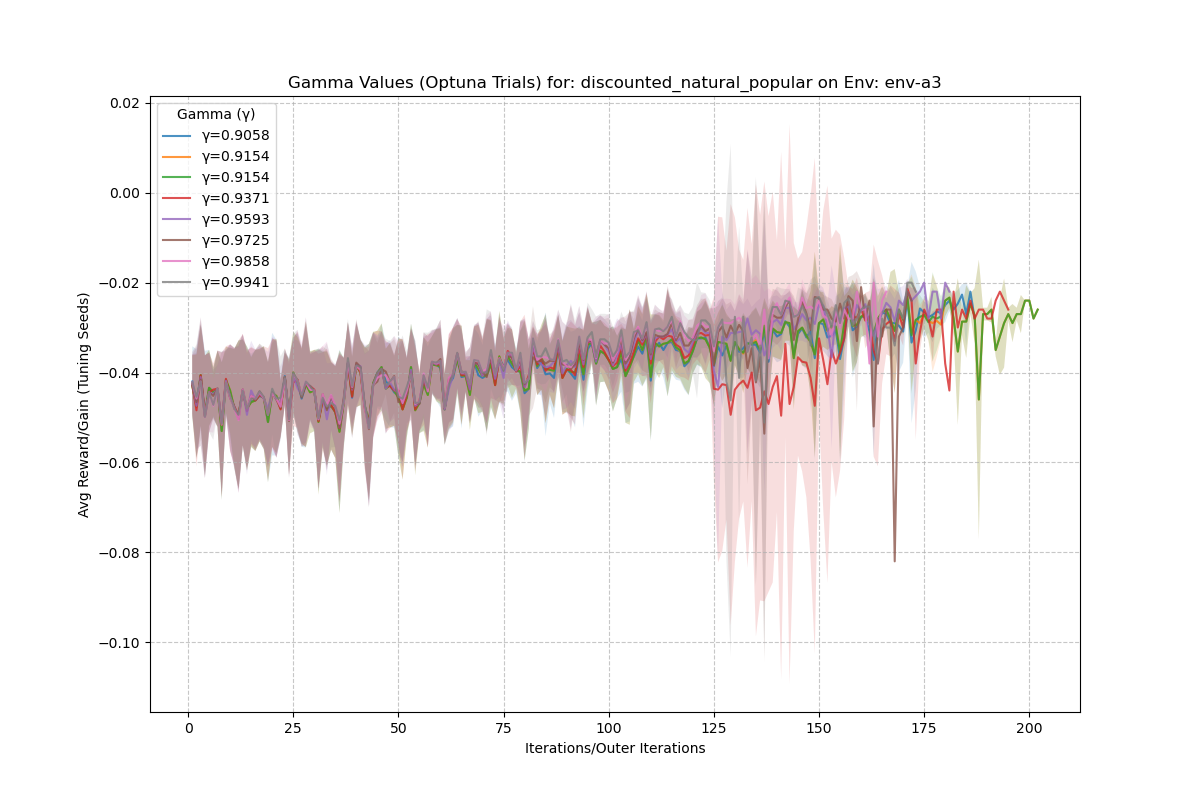 Gamma Values (Optuna Trials) for: discounted_natural_popular on Env: env-a3
Gamma (γ)
γ=0.9058
γ=0.9154
γ=0.9154
γ=0.9371
γ=0.9593
γ=0.9725
γ=0.9858
γ=0.9941
Avg Reward/Gain (Tuning Seeds)
0.02
0.00
−0.02
−0.04
−0.06
−0.08
−0.10
0 25 50 75 100 125 150 175 200
Iterations/Outer Iterations